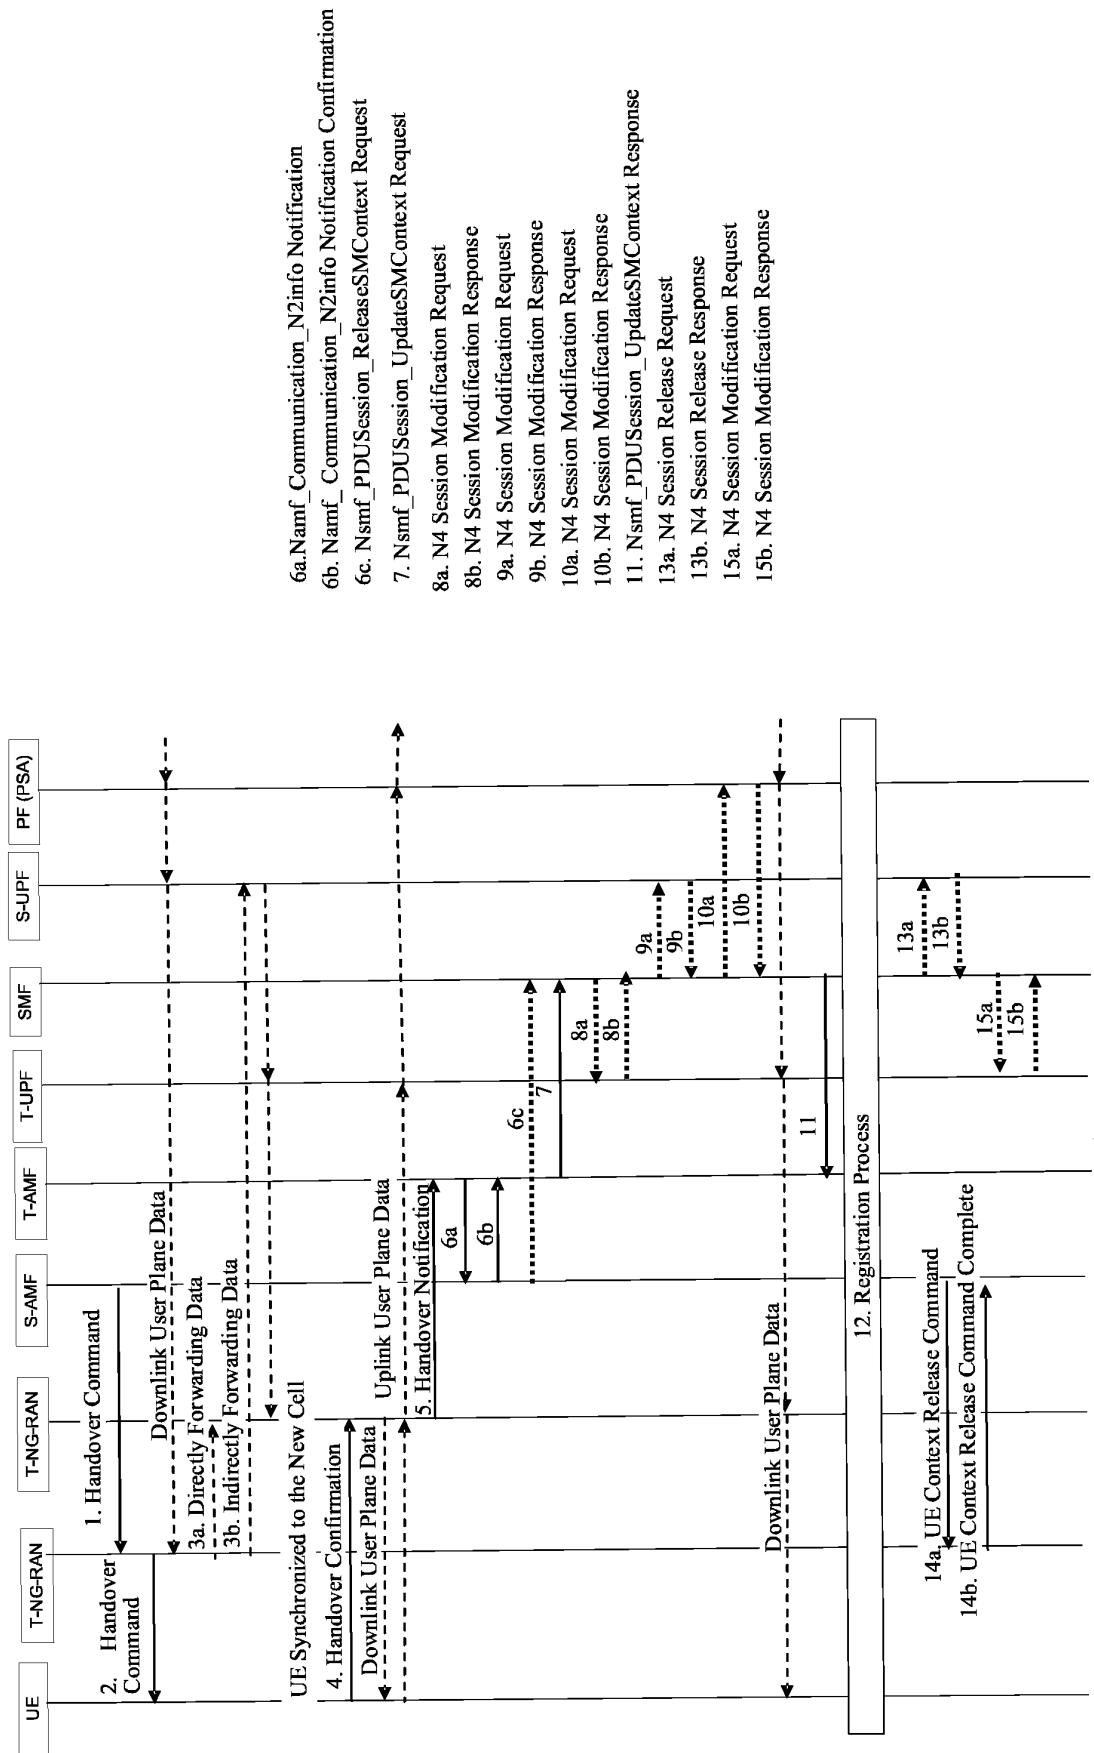 UE
T-NG-RAN
T-NG-RAN
S-AMF
T-AMF
T-UPF
SMF
S-UPF
PF (PSA)
1. Handover Command
2. Handover
Command
Downlink User Plane Data
3a. Directly Forwarding Data
3b. Indirectly Forwarding Data
UE Synchronized to the New Cell
4. Handover Confirmation
Downlink User Plane Data
Uplink User Plane Data
5. Handover Notification
6a
6b
6c
7
8a
8b
9a
9b
10a
10b
Downlink User Plane Data
11
12. Registration Process
13a
13b
14a. UE Context Release Command
14b. UE Context Release Command Complete
15a
15b
6a.Namf_Communication_N2info Notification
6b. Namf_ Communication_N2info Notification Confirmation
6c. Nsmf_PDUSession_ReleaseSMContext Request
7. Nsmf_PDUSession_UpdateSMContext Request
8a. N4 Session Modification Request
8b. N4 Session Modification Response
9a. N4 Session Modification Request
9b. N4 Session Modification Response
10a. N4 Session Modification Request
10b. N4 Session Modification Response
11. Nsmf_PDUSession_UpdateSMContext Response
13a. N4 Session Release Request
13b. N4 Session Release Response
15a. N4 Session Modification Request
15b. N4 Session Modification Response